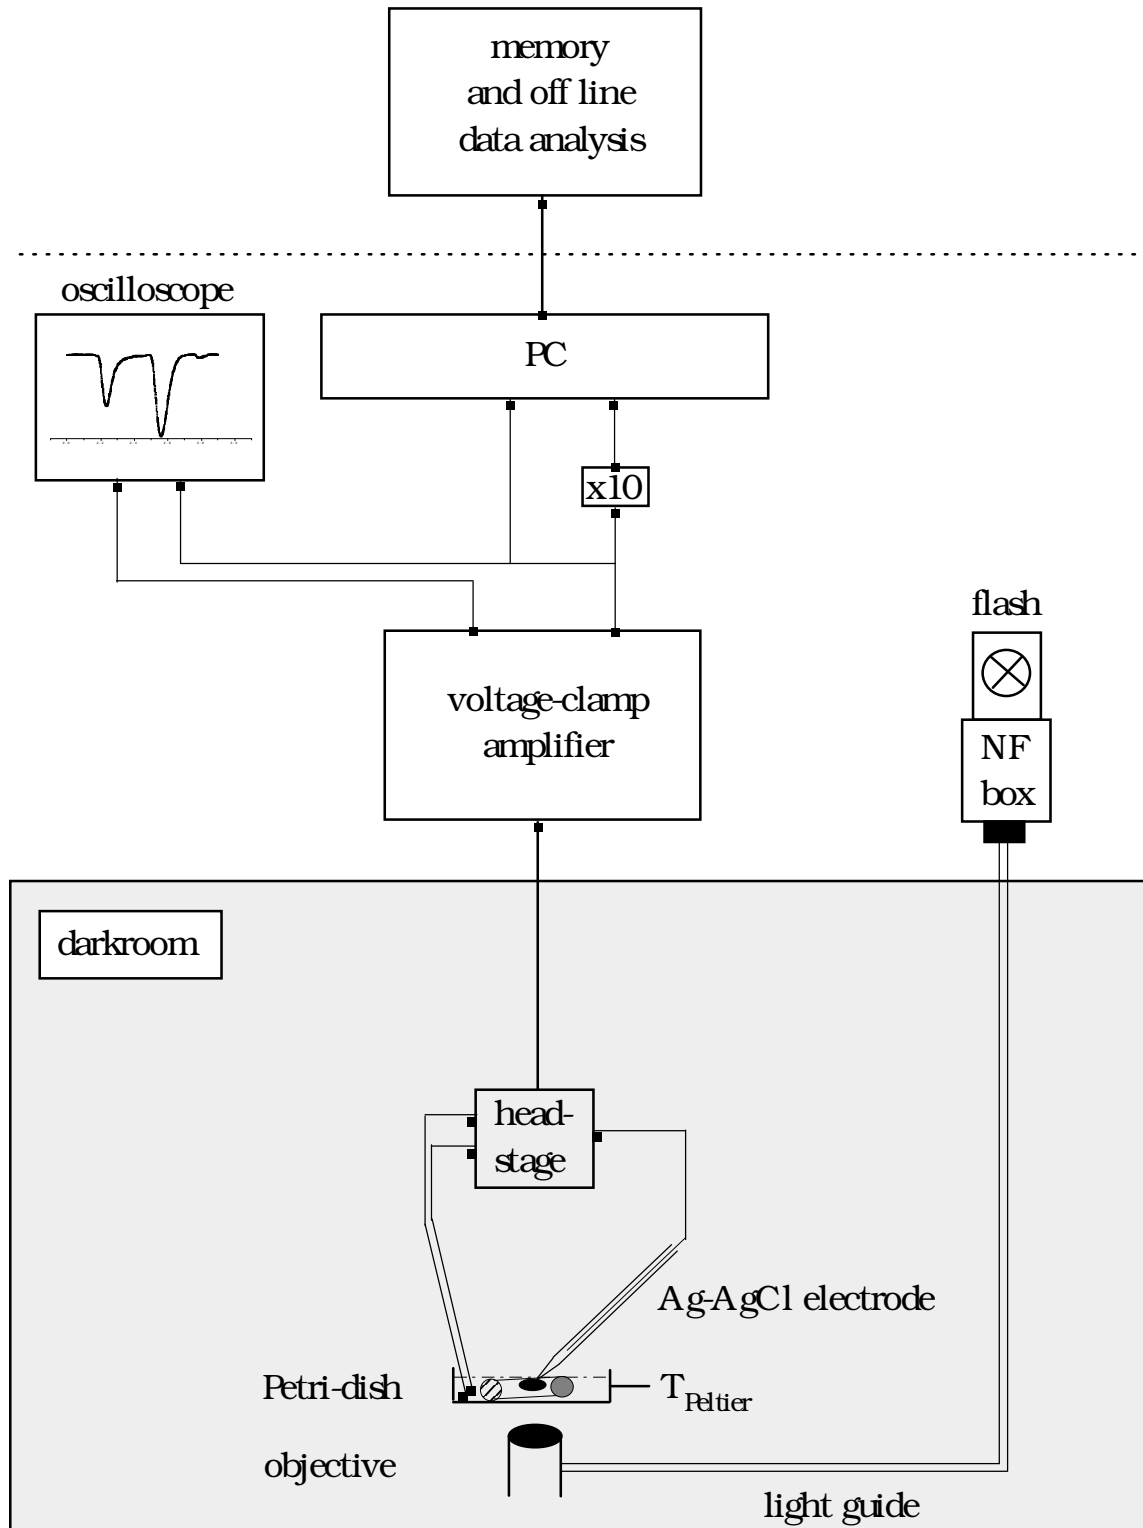 memory
and off line
data analysis
oscilloscope
PC
x10
flash
voltage-clamp
amplifier
NF
box
darkroom
head-
stage
Ag-AgCl electrode
Petri-dish
T Peltier
objective
light guide